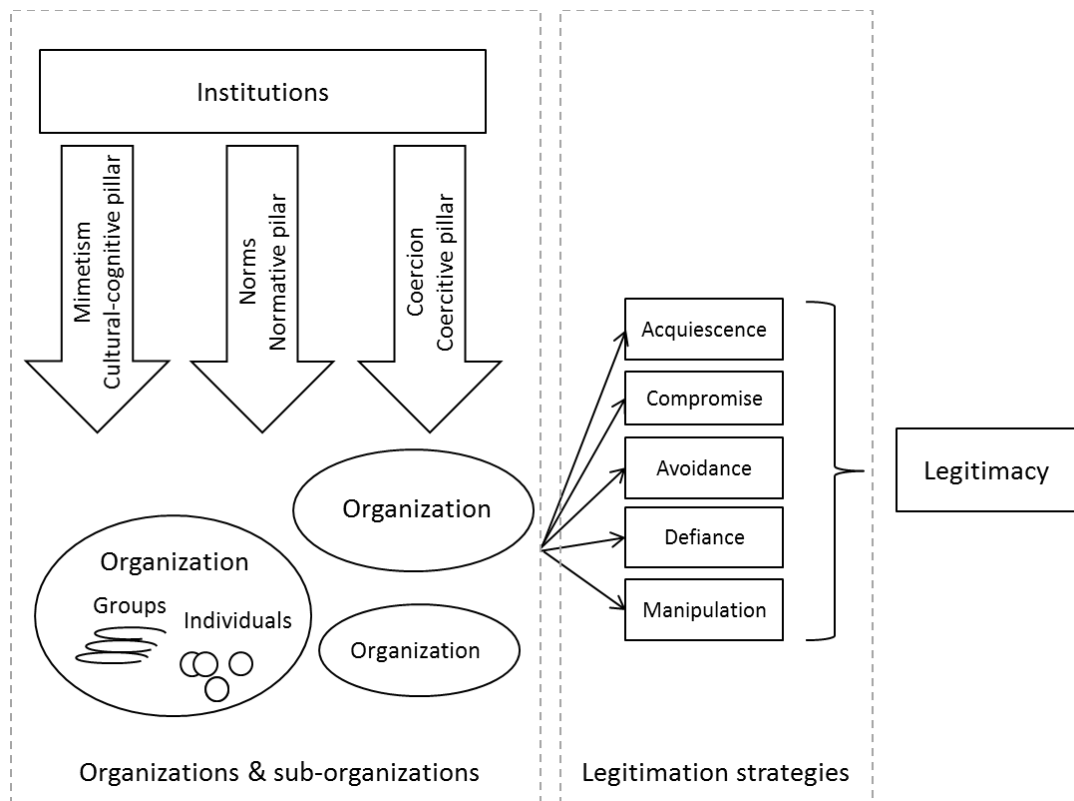 Institutions
Mimetism
Cultural-cognitive pillar
Norms
Normative pilar
Coercion
Coercitive pillar
Organization
Organization
Groups
Individuals
Organization
Organizations & sub-organizations
Acquiescence
Compromise
Avoidance
Defiance
Manipulation
Legitimation strategies
Legitimacy